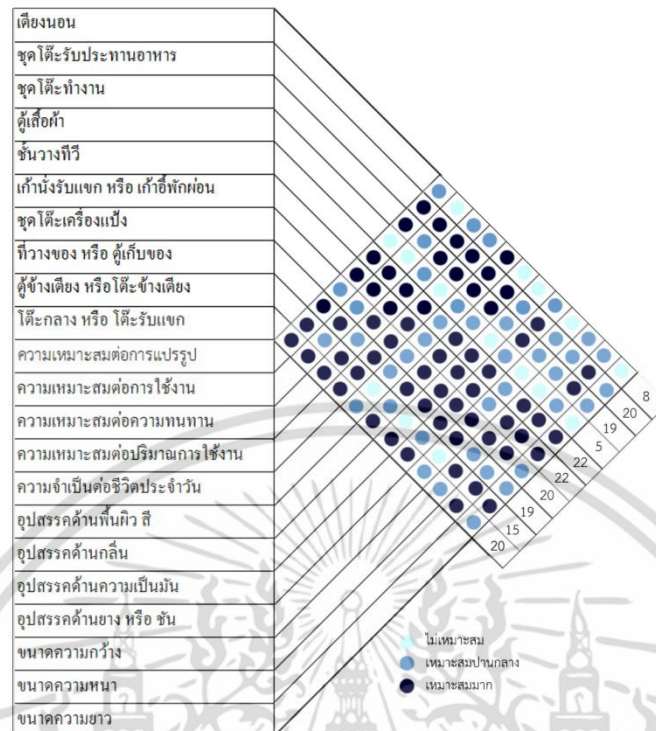 เตียงนอน
ชุดโต๊ะรับประทานอาหาร
ชุดโต๊ะทำงาน
ตู้เสื้อผ้า
ชั้นวางทีวี
เก้านั่งรับแขก หรือ เก้าอี้พักผ่อน
ชุดโต๊ะเครื่องแป้ง
ที่วางของ หรือ ตู้เก็บของ
ตู้ข้างเตียง หรือโต๊ะข้างเตียง
โต๊ะกลาง หรือ โต๊ะรับแขก
ความเหมาะสมต่อการแปรรูป
ความเหมาะสมต่อการใช้งาน
ความเหมาะสมต่อความทนทาน
ความเหมาะสมต่อปริมาณการใช้งาน
ความจำเป็นต่อชีวิตประจำวัน
อุปสรรคด้านพื้นผิว สี
อุปสรรคด้านกลิ่น
อุปสรรคด้านความเป็นมัน
อุปสรรคด้านยาง หรือ ชัน
ขนาดความกว้าง
ขนาดความหนา
ขนาดความยาว
8
20
19
5
22
22
20
19
15
20
ไม่เหมาะสม
เหมาะสมปานกลาง
เหมาะสมมาก